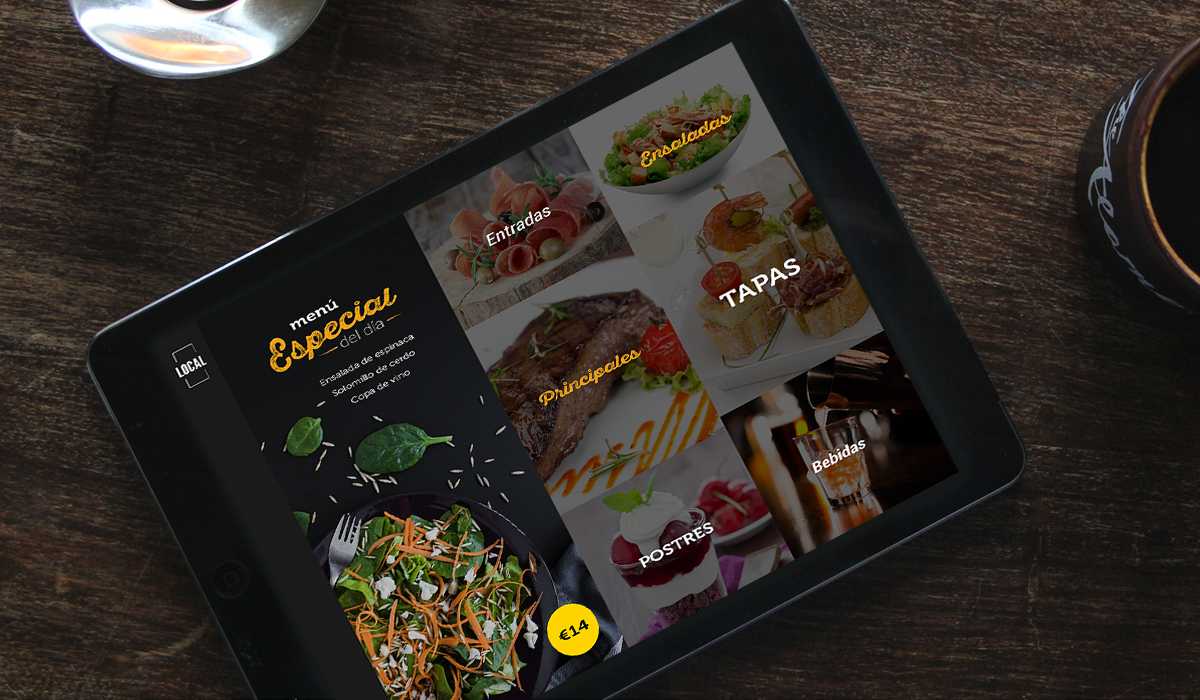 LOCAL
menú
Especial
del día
Ensalada de espinaca
Solomillo de cerdo
Copa de vino
€14
Entradas
Principales
POSTRES
Ensaladas
TAPAS
Bebidas